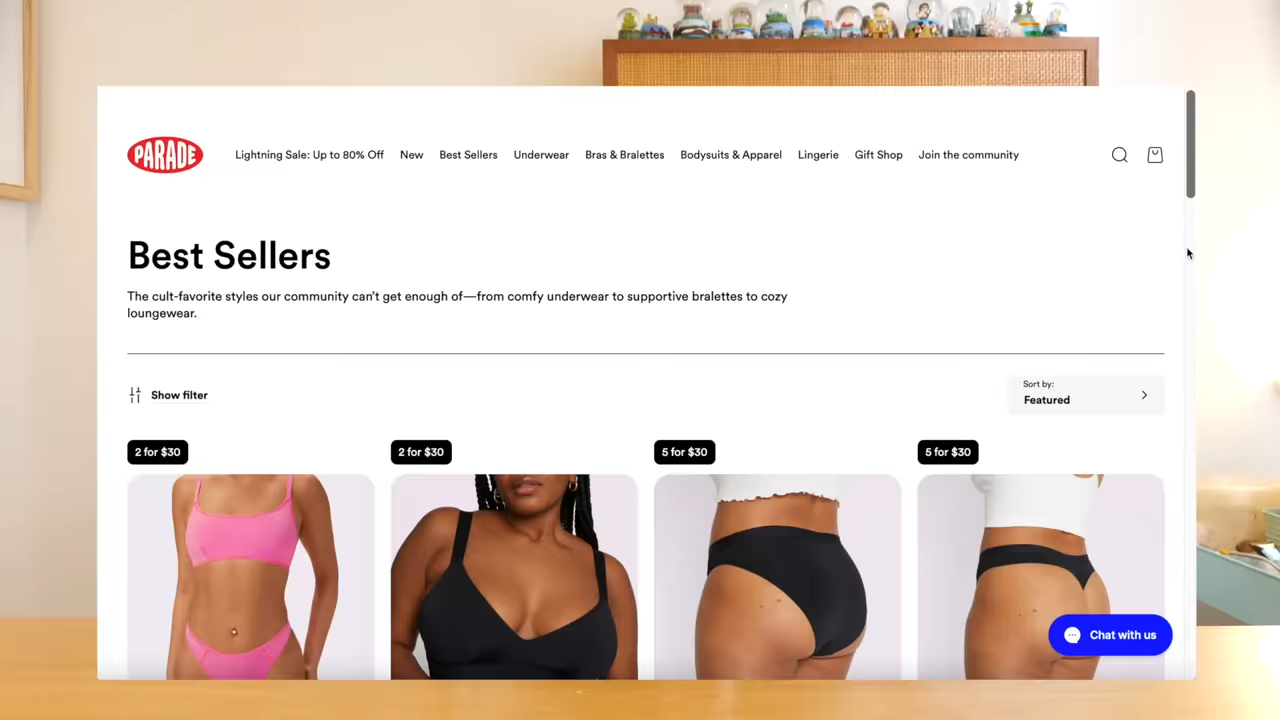 PARADE
Lightning Sale: Up to 80% Off
New
Best Sellers
Underwear
Bras & Bralettes
Bodysuits & Apparel
Lingerie
Gift Shop
Join the community
Best Sellers
The cult-favorite styles our community can't get enough of—from comfy underwear to supportive bralettes to cozy
loungewear.
Show filter
Sort by:
Featured
2 for $30
2 for $30
5 for $30
5 for $30
Chat with us